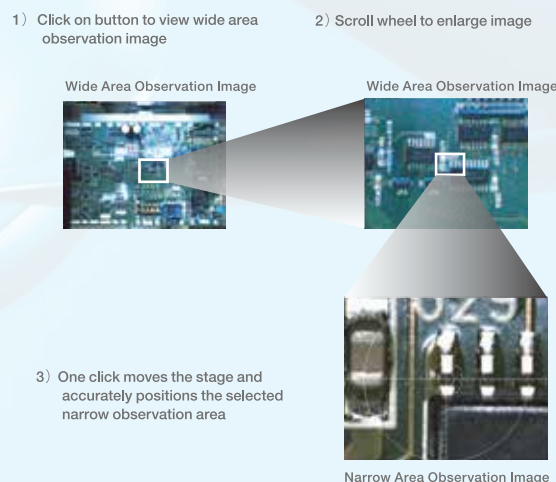 1） Click on button to view wide area
observation image
2）Scroll wheel to enlarge image
Wide Area Observation Image
Wide Area Observation Image
3）One click moves the stage and
accurately positions the selected
narrow observation area
Narrow Area Observation Image